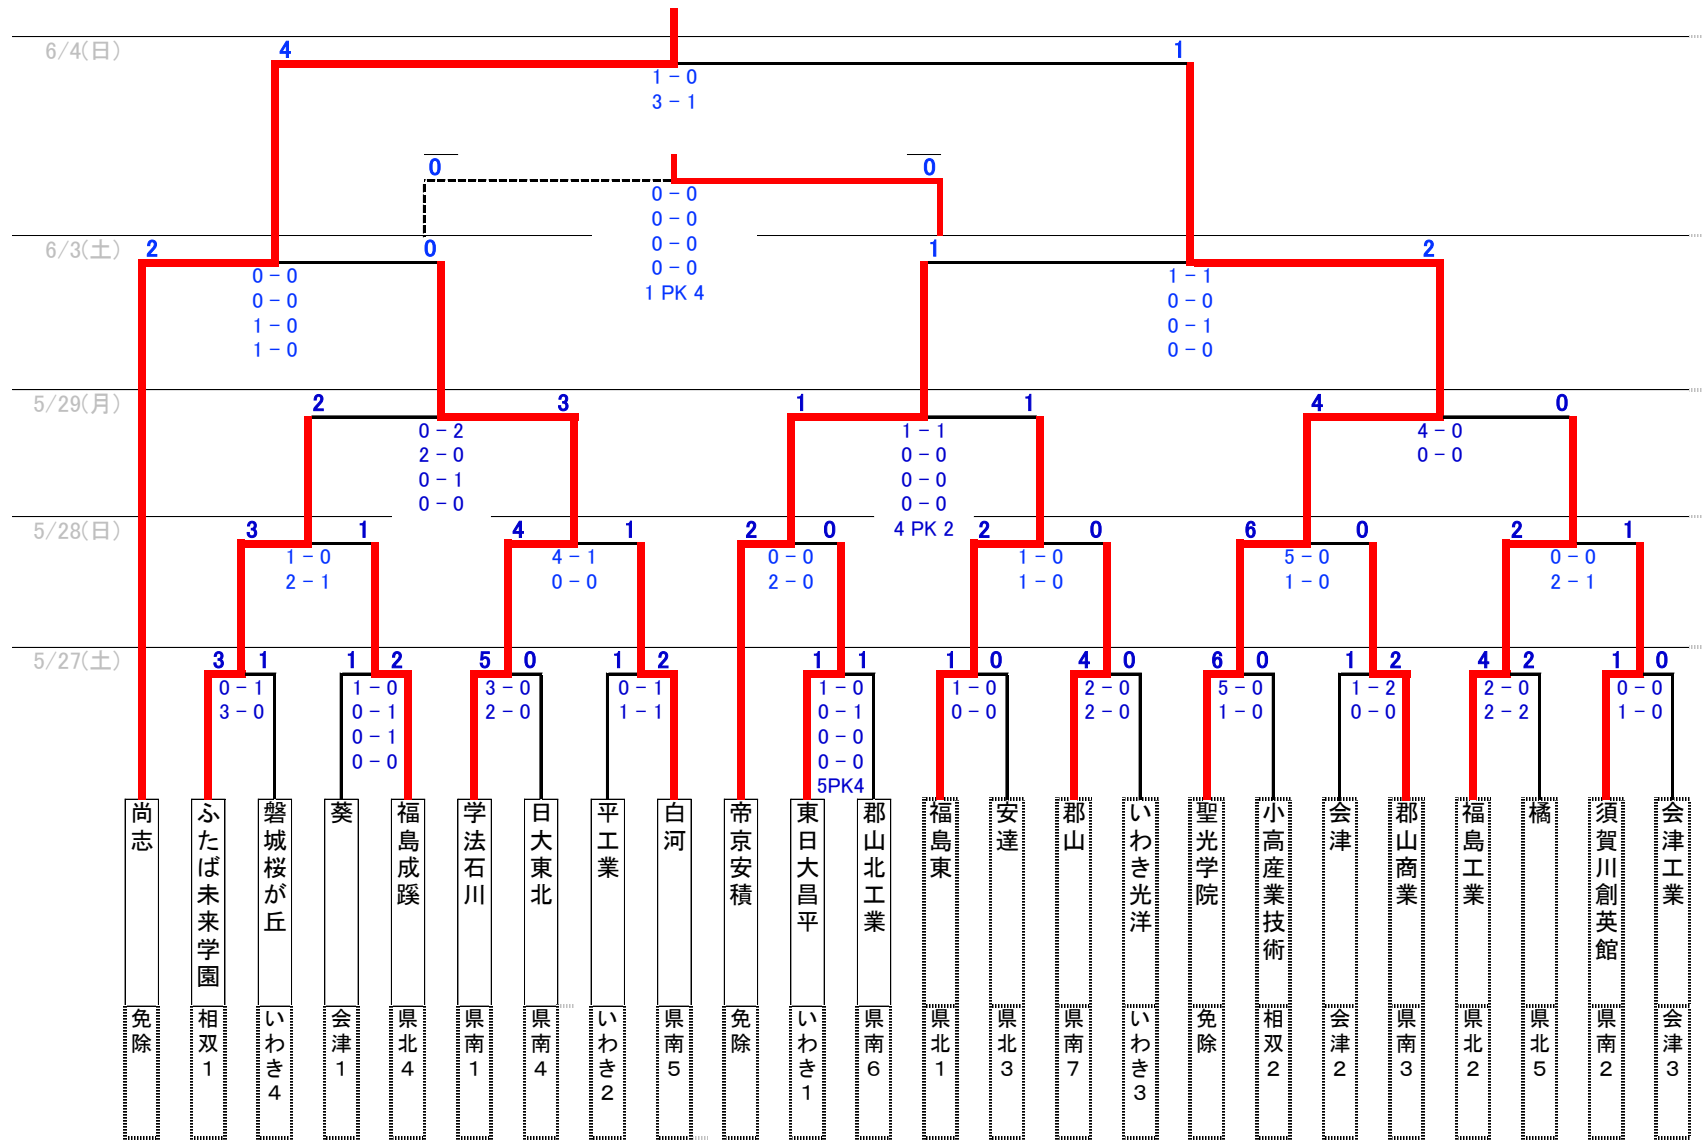 6/4(日)
4
1
1－0
3－1
0
0
0－0
0－0
0－0
0－0
1 PK 4
6/3(土)
2
0
1
2
0－0
0－0
1－0
1－0
1－1
0－0
0－1
0－0
5/29(月)
2
3
1
1
4
0
0－2
2－0
0－1
0－0
1－1
0－0
0－0
0－0
4 PK 2
4－0
0－0
5/28(日)
3
1
4
1
2
0
2
0
6
0
2
1
1－0
2－1
4－1
0－0
0－0
2－0
1－0
1－0
5－0
1－0
0－0
2－1
5/27(土)
3 1
1 2
5 0
1 2
1 1
1 0
4 0
6 0
1 2
4 2
1 0
0－1
3－0
1－0
0－1
0－1
0－0
3－0
2－0
0－1
1－1
1－0
0－1
0－0
0－0
5PK4
1－0
0－0
2－0
2－0
5－0
1－0
1－2
0－0
2－0
2－2
0－0
1－0
尚志
ふたば未来学園
磐城桜が丘
葵
福島成蹊
学法石川
日大東北
平工業
白河
帝京安積
東日大昌平
郡山北工業
福島東
安達
郡山
いわき光洋
聖光学院
小高産業技術
会津
郡山商業
福島工業
橘
須賀川創英館
会津工業
免除
相双1
いわき4
会津1
県北4
県南1
県南4
いわき2
県南5
免除
いわき1
県南6
県北1
県北3
県南7
いわき3
免除
相双2
会津2
県南3
県北2
県北5
県南2
会津3